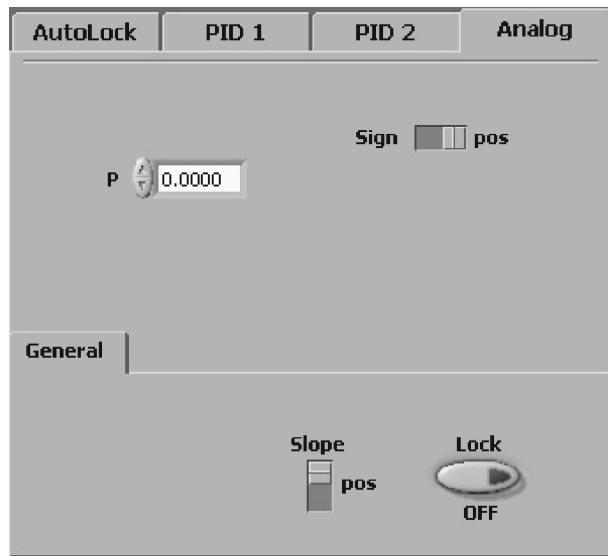 AutoLock PID 1 PID 2 Analog
Sign pos
P 0.0000
General
Slope Lock
pos
OFF